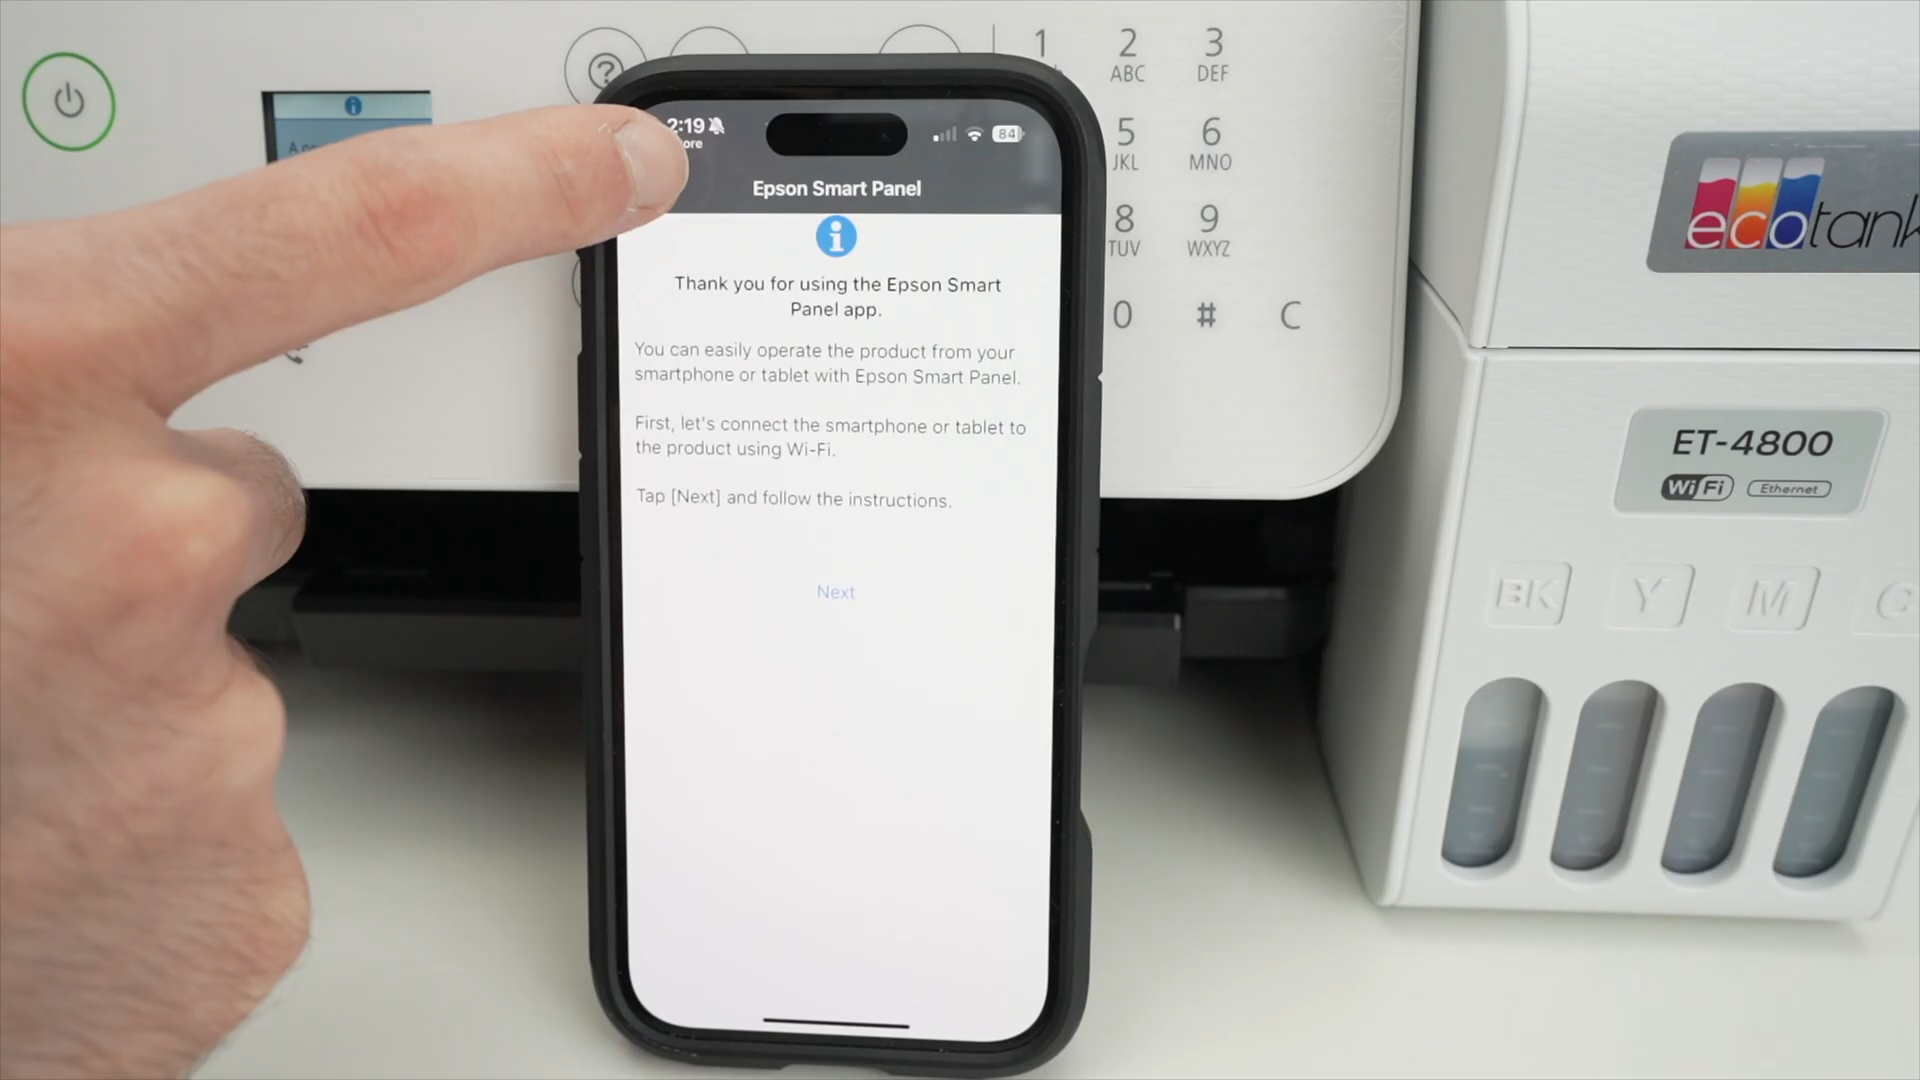 1
2
3
ABC
DEF
2:19
84
5
6
JKL
MNO
Epson Smart Panel
8
9
TUV
WXYZ
0
#
C
Thank you for using the Epson Smart
Panel app.
You can easily operate the product from your
smartphone or tablet with Epson Smart Panel.
First, let's connect the smartphone or tablet to
the product using Wi-Fi.
Tap [Next] and follow the instructions.
Next
ecotank
ET-4800
WiFi
Ethernet
BK
Y
M
C